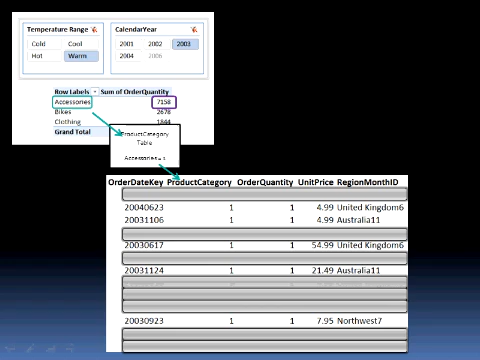 Temperature Range
Cold Cool
Hot Warm
CalendarYear
2001 2002 2003
2004 2006
Row Labels Sum of OrderQuantity
Accessories 7158
Bikes 2678
Clothing 1844
Grand Total
ProductCategory
Table
Accessories = 1
OrderDateKey ProductCategory OrderQuantity UnitPrice RegionMonthID
20040623 1 1 4.99 United Kingdom6
20031106 1 1 4.99 Australia11
20030617 1 1 54.99 United Kingdom6
20031124 1 1 21.49 Australia11
20030923 1 1 7.95 Northwest7